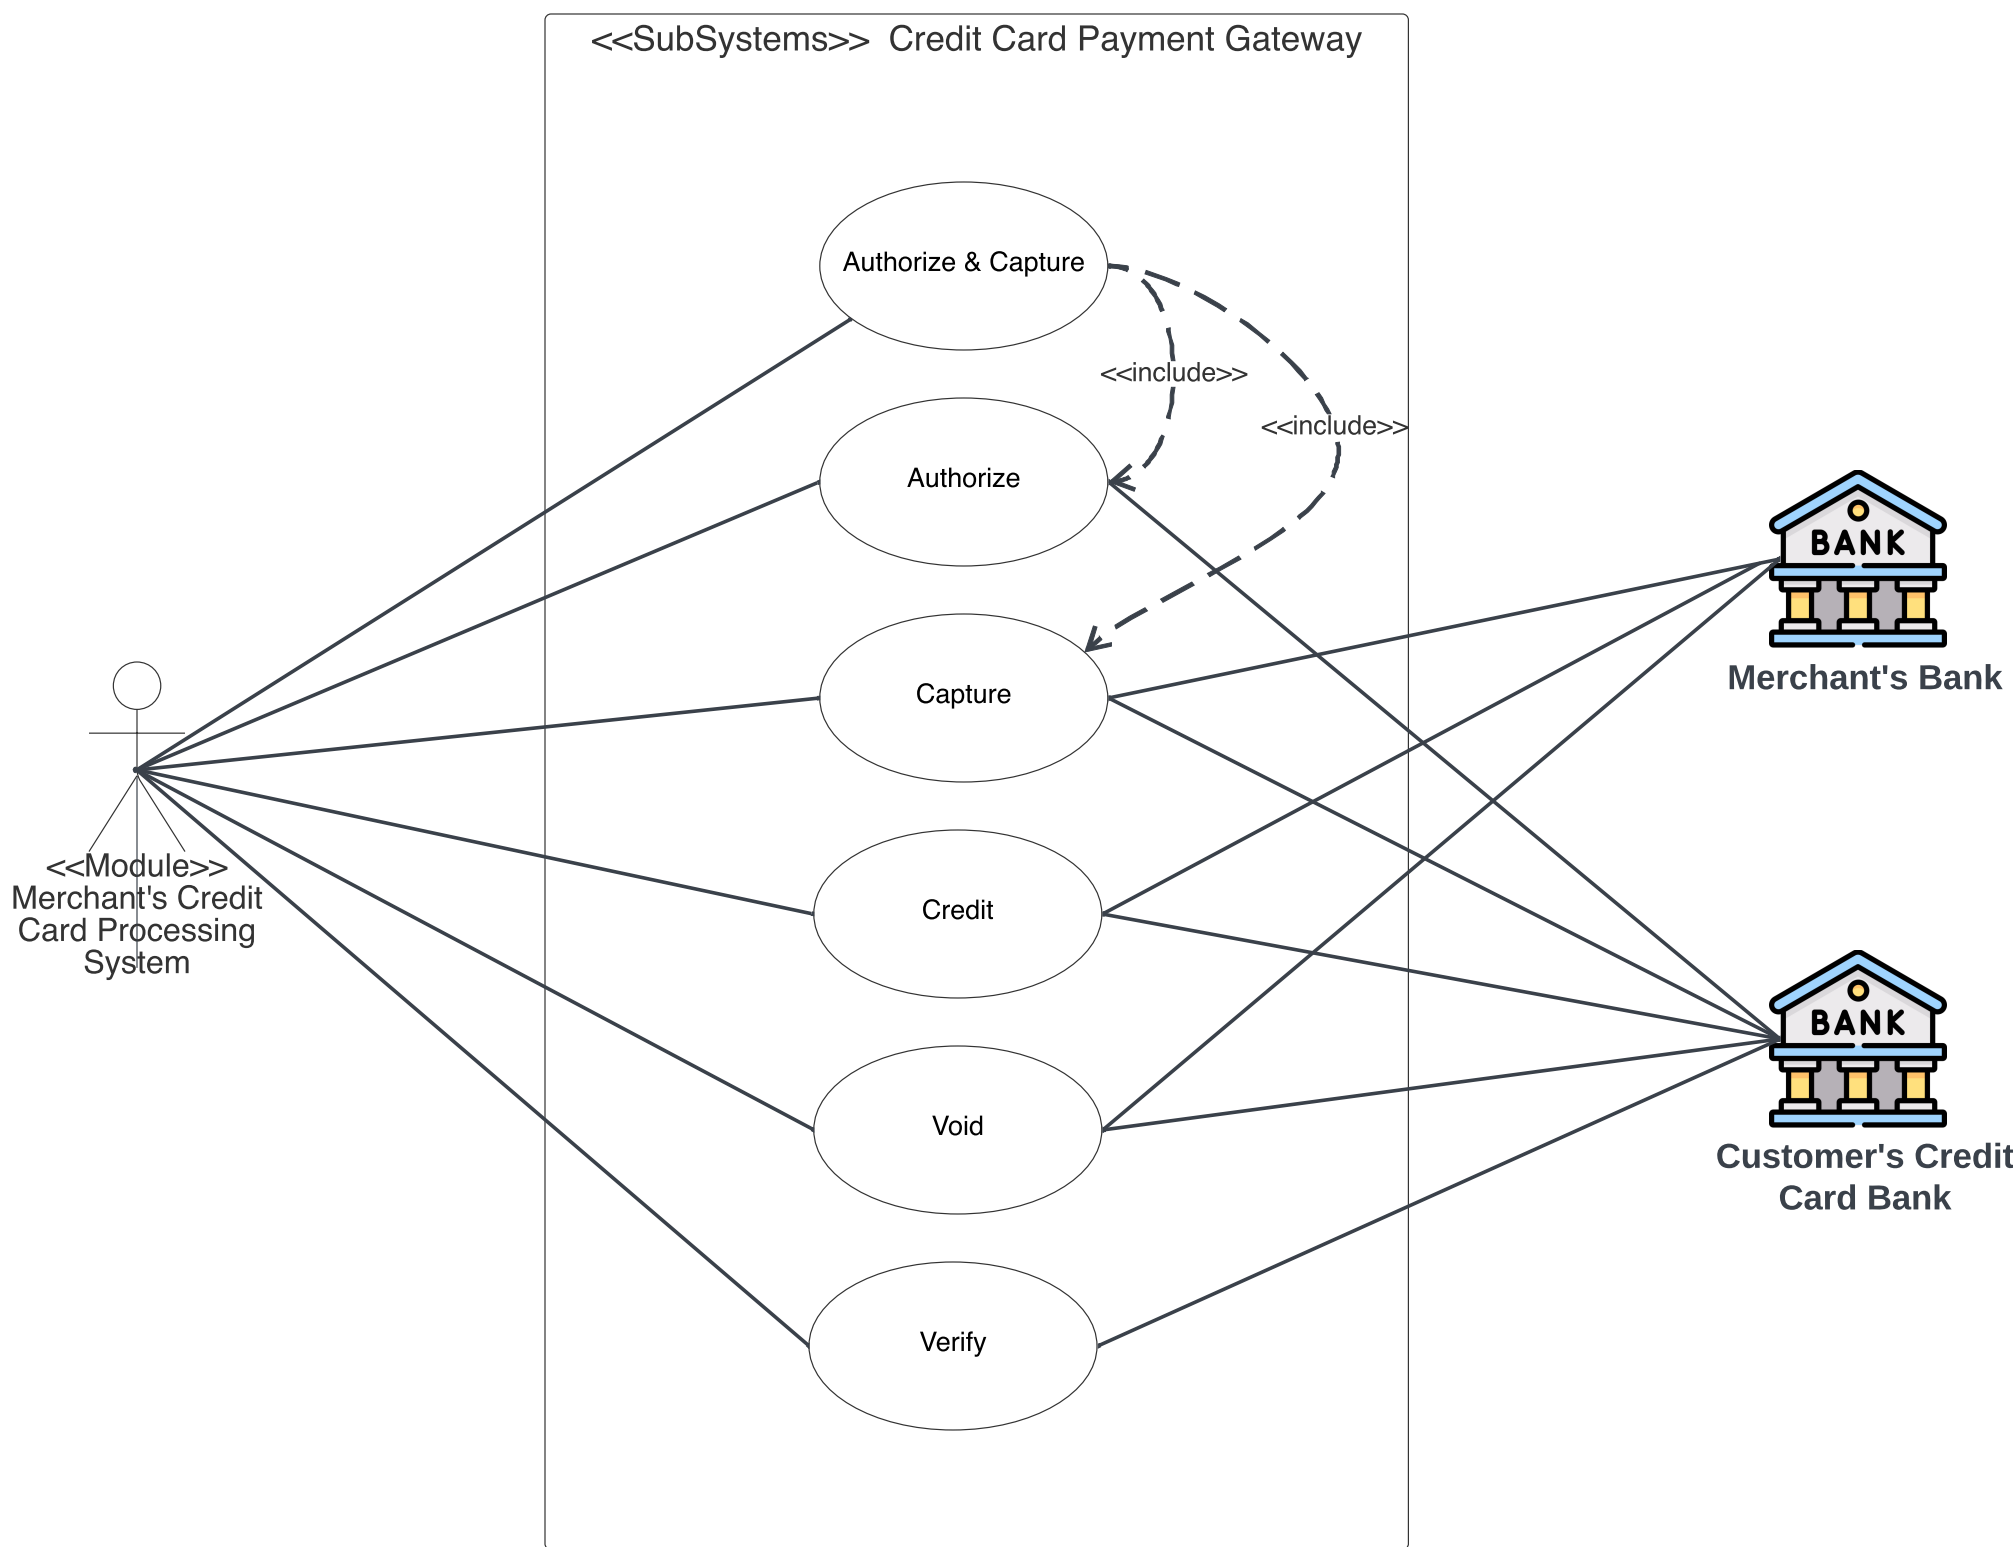 <<SubSystems>>  Credit Card Payment Gateway
Authorize & Capture
<<include>>
<<include>>
Authorize
BANK
Merchant's Bank
Capture
<<Module>>
Merchant's Credit
Card Processing
System
Credit
BANK
Customer's Credit
Card Bank
Void
Verify